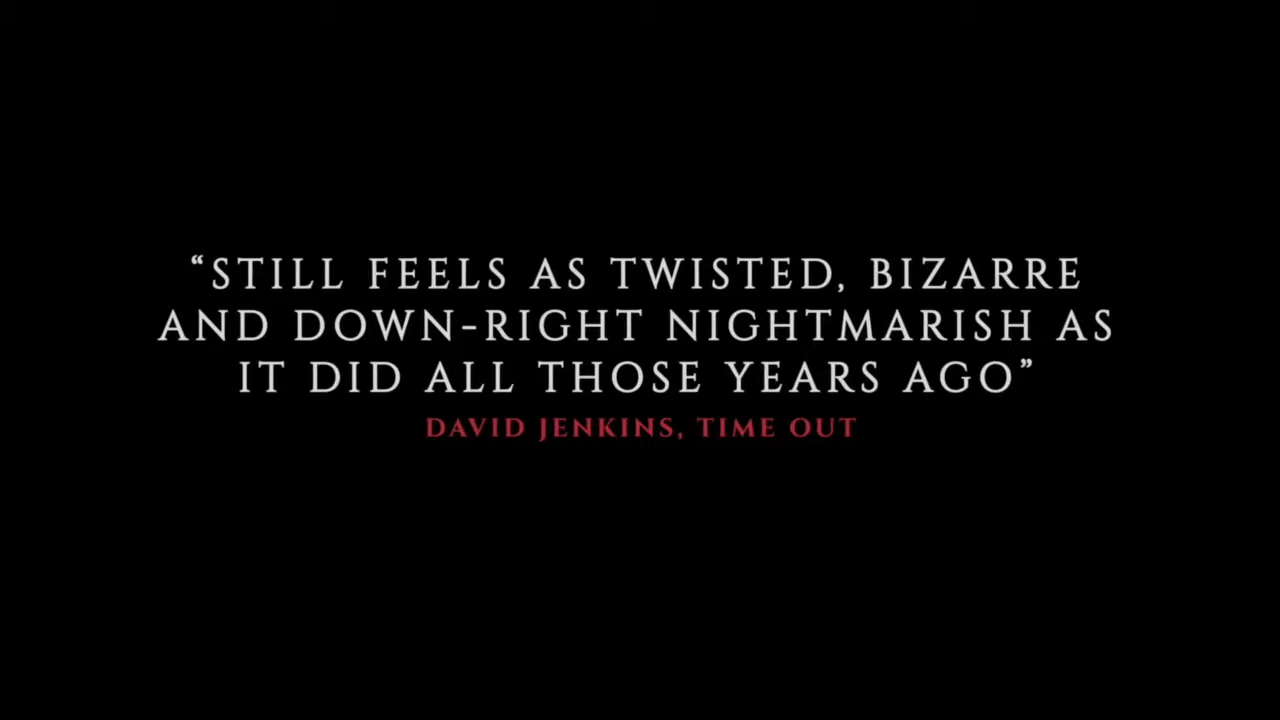 “STILL FEELS AS TWISTED, BIZARRE
AND DOWN-RIGHT NIGHTMARISH AS
IT DID ALL THOSE YEARS AGO”
DAVID JENKINS, TIME OUT